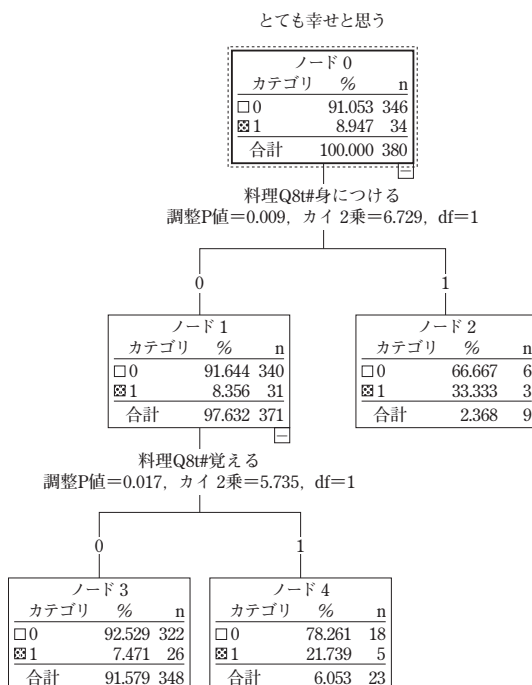 とても幸せと思う
ノード 0
カテゴリ % n
0 91.053 346
1 8.947 34
合計 100.000 380
料理Q8t#身につける
調整P値=0.009, カイ 2乗=6.729, df=1
0 1
ノード 1
カテゴリ % n
0 91.644 340
1 8.356 31
合計 97.632 371
ノード 2
カテゴリ % n
0 66.667 6
1 33.333 3
合計 2.368 9
料理Q8t#覚える
調整P値=0.017, カイ 2乗=5.735, df=1
0 1
ノード 3
カテゴリ % n
0 92.529 322
1 7.471 26
合計 91.579 348
ノード 4
カテゴリ % n
0 78.261 18
1 21.739 5
合計 6.053 23